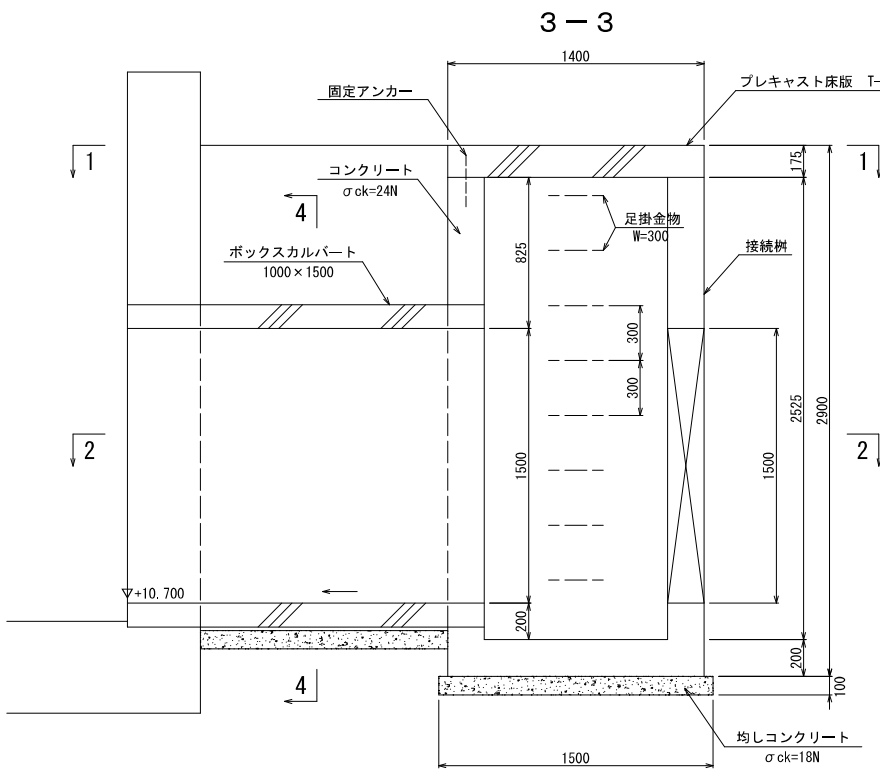 3－3
1400
固定アンカー
プレキャスト床版 T-
1
1
175
コンクリート
σck=24N
4
足掛金物
W=300
825
ボックスカルバート
1000×1500
接続桝
300
300
2525
2900
2
2
1500
1500
▽+10.700
200
200
4
100
均しコンクリート
σck=18N
1500